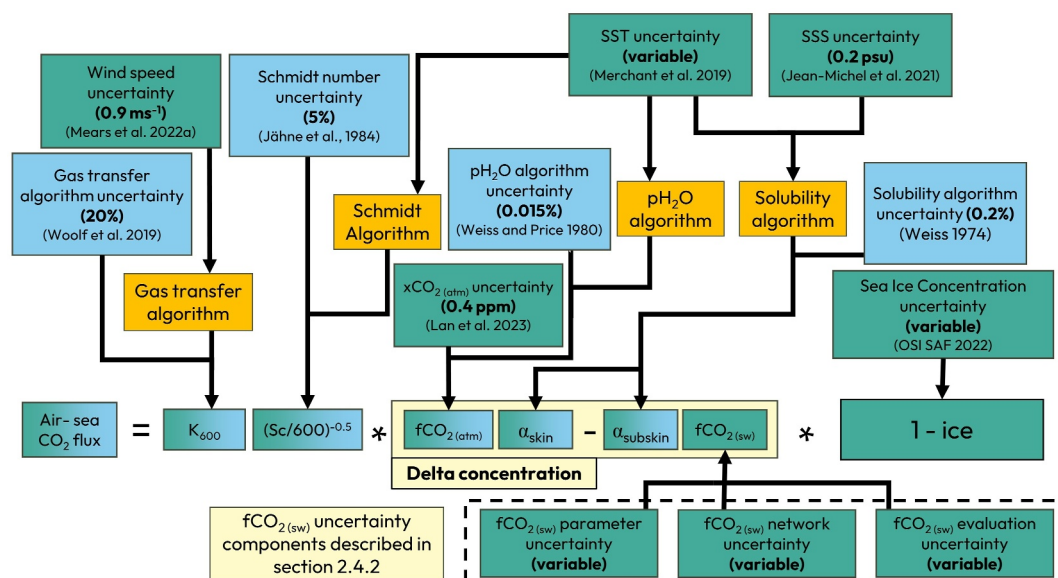 Wind speed
uncertainty
(0.9 ms⁻¹)
(Mears et al. 2022a)
Schmidt number
uncertainty
(5%)
(Jähne et al., 1984)
SST uncertainty
(variable)
(Merchant et al. 2019)
SSS uncertainty
(0.2 psu)
(Jean-Michel et al. 2021)
Gas transfer
algorithm uncertainty
(20%)
(Woolf et al. 2019)
Schmidt
Algorithm
pH₂O algorithm
uncertainty
(0.015%)
(Weiss and Price 1980)
pH₂O
algorithm
Solubility
algorithm
Solubility algorithm
uncertainty (0.2%)
(Weiss 1974)
Gas transfer
algorithm
xCO₂ (atm) uncertainty
(0.4 ppm)
(Lan et al. 2023)
Sea Ice Concentration
uncertainty
(variable)
(OSI SAF 2022)
Air- sea
CO₂ flux
=
K₆₀₀
(Sc/600)⁻⁰·⁵
*
fCO₂ (atm)
α skin
-
α subskin
fCO₂ (sw)
*
1 - ice
Delta concentration
fCO₂ (sw) uncertainty
components described in
section 2.4.2
fCO₂ (sw) parameter
uncertainty
(variable)
fCO₂ (sw) network
uncertainty
(variable)
fCO₂ (sw) evaluation
uncertainty
(variable)